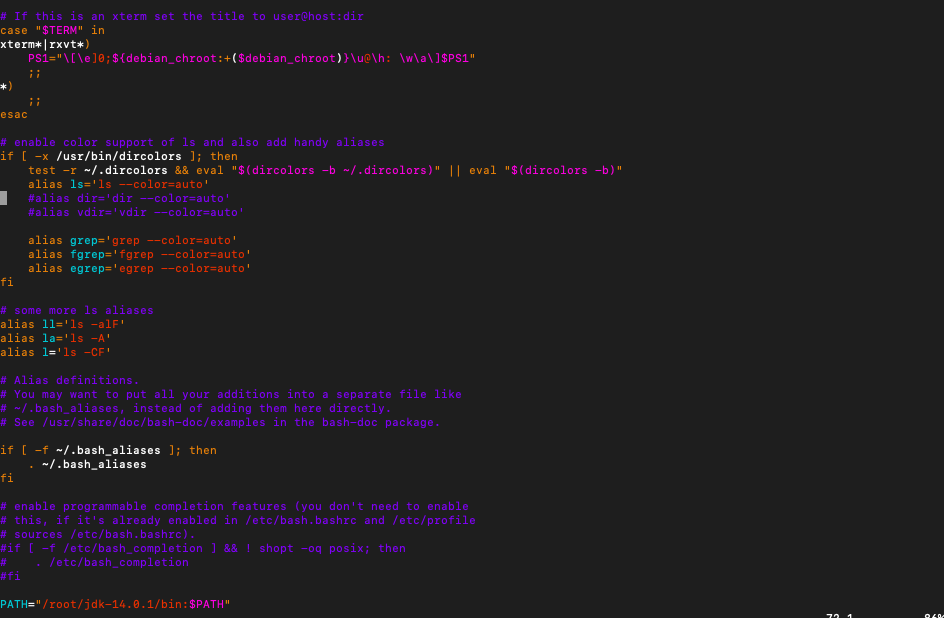 # If this is an xterm set the title to user@host:dir
case "$TERM" in
xterm*|rxvt*)
    PS1="\[\e]0;${debian_chroot:+($debian_chroot)}\u@\h: \w\a\]$PS1"
    ;;
*)
    ;;
esac

# enable color support of ls and also add handy aliases
if [ -x /usr/bin/dircolors ]; then
    test -r ~/.dircolors && eval "$(dircolors -b ~/.dircolors)" || eval "$(dircolors -b)"
    alias ls='ls --color=auto'
    #alias dir='dir --color=auto'
    #alias vdir='vdir --color=auto'

    alias grep='grep --color=auto'
    alias fgrep='fgrep --color=auto'
    alias egrep='egrep --color=auto'
fi

# some more ls aliases
alias ll='ls -alF'
alias la='ls -A'
alias l='ls -CF'

# Alias definitions.
# You may want to put all your additions into a separate file like
# ~/.bash_aliases, instead of adding them here directly.
# See /usr/share/doc/bash-doc/examples in the bash-doc package.

if [ -f ~/.bash_aliases ]; then
    . ~/.bash_aliases
fi

# enable programmable completion features (you don't need to enable
# this, if it's already enabled in /etc/bash.bashrc and /etc/profile
# sources /etc/bash.bashrc).
#if [ -f /etc/bash_completion ] && ! shopt -oq posix; then
#    . /etc/bash_completion
#fi

PATH="/root/jdk-14.0.1/bin:$PATH"